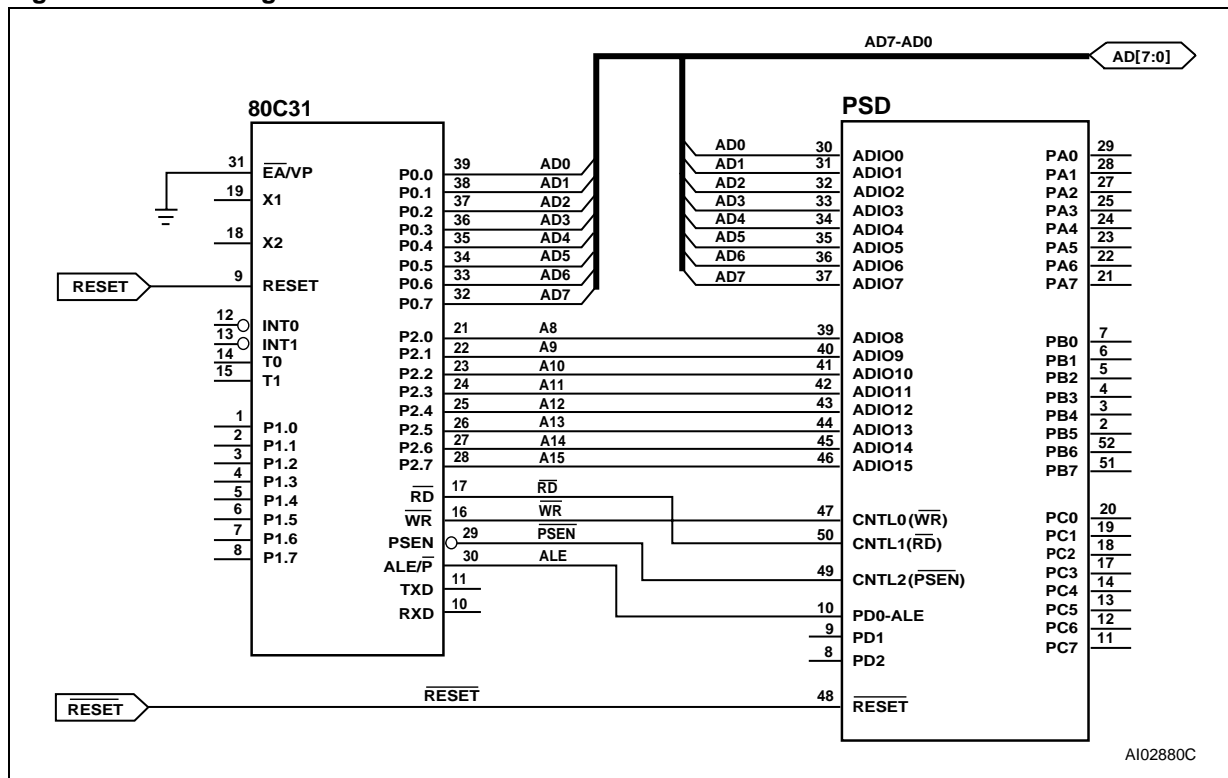 AD7-AD0
AD[7:0]
80C31
PSD
31 EA/VP
19 X1
18 X2
RESET 9 RESET
12 INT0
13 INT1
14 T0
15 T1
1 P1.0
2 P1.1
3 P1.2
4 P1.3
5 P1.4
6 P1.5
7 P1.6
8 P1.7
P0.0 39 AD0
P0.1 38 AD1
P0.2 37 AD2
P0.3 36 AD3
P0.4 35 AD4
P0.5 34 AD5
P0.6 33 AD6
P0.7 32 AD7
P2.0 21 A8
P2.1 22 A9
P2.2 23 A10
P2.3 24 A11
P2.4 25 A12
P2.5 26 A13
P2.6 27 A14
P2.7 28 A15
RD 17 RD
WR 16 WR
PSEN 29 PSEN
ALE/P 30 ALE
TXD 11
RXD 10
AD0 30 ADIO0
AD1 31 ADIO1
AD2 32 ADIO2
AD3 33 ADIO3
AD4 34 ADIO4
AD5 35 ADIO5
AD6 36 ADIO6
AD7 37 ADIO7
39 ADIO8
40 ADIO9
41 ADIO10
42 ADIO11
43 ADIO12
44 ADIO13
45 ADIO14
46 ADIO15
47 CNTL0(WR)
50 CNTL1(RD)
49 CNTL2(PSEN)
10 PD0-ALE
9 PD1
8 PD2
48 RESET
PA0 29
PA1 28
PA2 27
PA3 25
PA4 24
PA5 23
PA6 22
PA7 21
PB0 7
PB1 6
PB2 5
PB3 4
PB4 3
PB5 2
PB6 52
PB7 51
PC0 20
PC1 19
PC2 18
PC3 17
PC4 14
PC5 13
PC6 12
PC7 11
RESET RESET
AI02880C